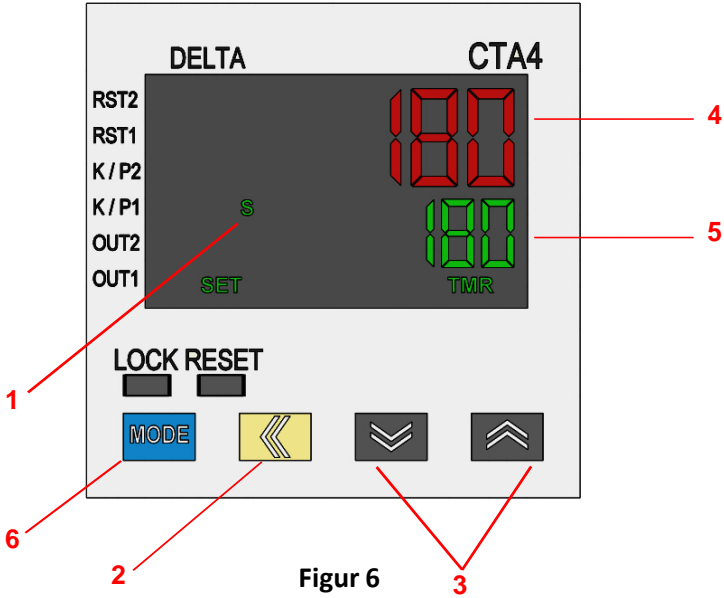 DELTA CTA4
RST2 180 4
RST1
K / P2
K / P1 S 180 5
OUT2
OUT1 SET TMR
LOCK RESET
1
MODE
6 2 Figur 6 3